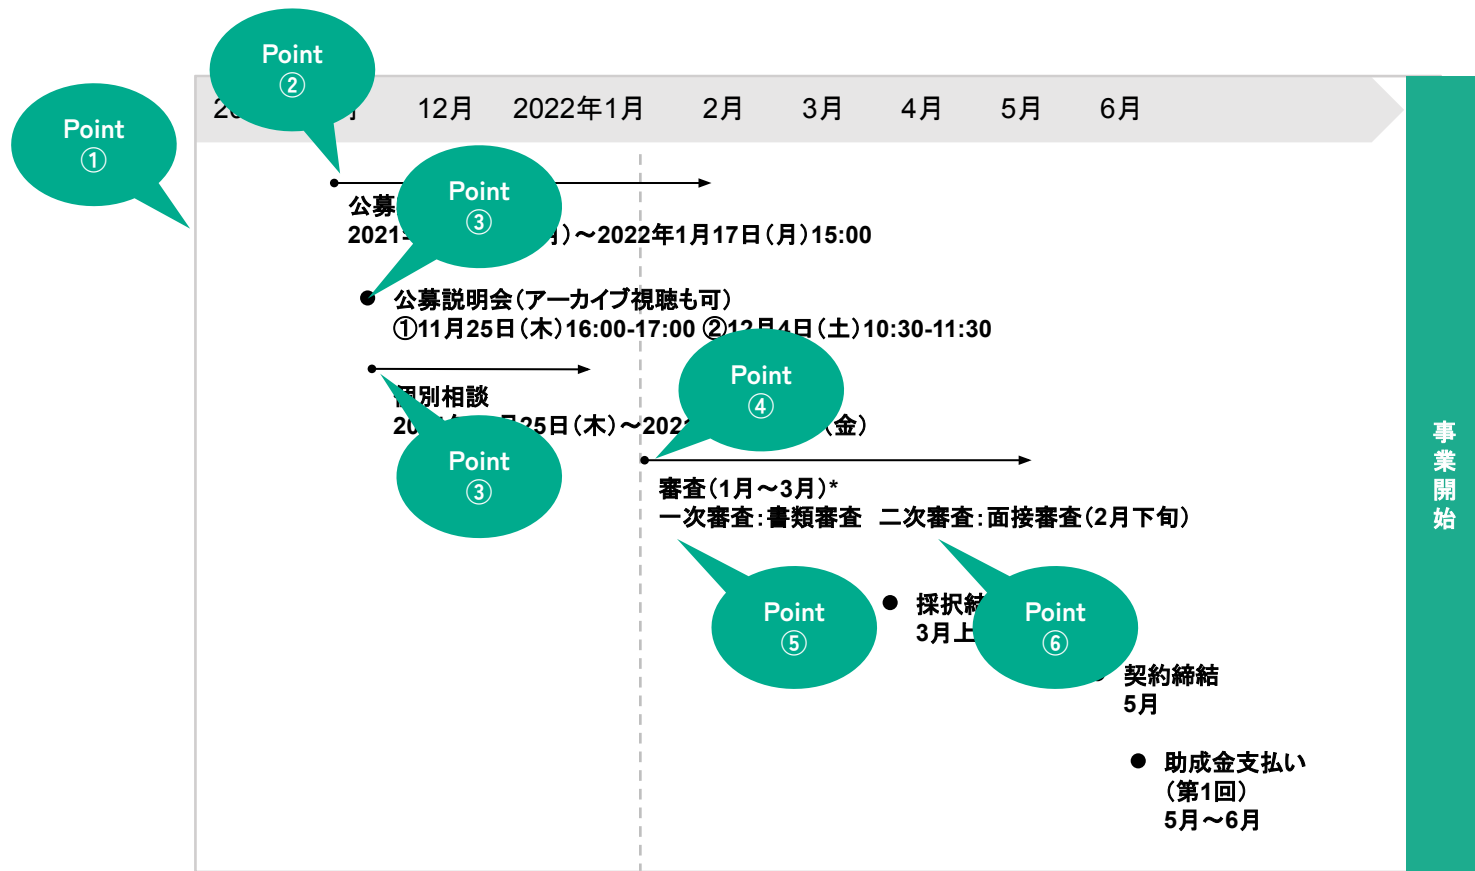 Point
②
Point
①
12月 2022年1月 2月 3月 4月 5月 6月
公募
Point
③
2021 ）～2022年1月17日（月）15:00
公募説明会（アーカイブ視聴も可）
①11月25日（木）16:00-17:00 ②12月4日（土）10:30-11:30
Point
④
個別相談
25日（木）～202 （金）
Point
③
審査（1月～3月）*
一次審査：書類審査 二次審査：面接審査（2月下旬）
Point
⑤
採択
3月上
Point
⑥
契約締結
5月
助成金支払い
（第1回）
5月～6月
事業開始